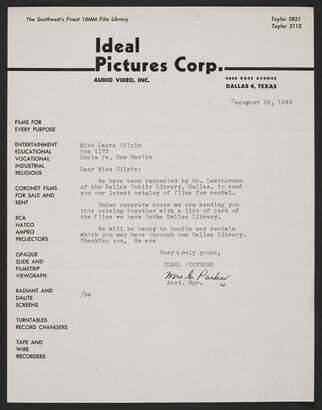 The Southwest's Finest 16MM Film Library
Taylor 0821
Taylor 2112
Ideal
Pictures Corp.
AUDIO VIDEO, INC.
4000 ROSS AVENUE
DALLAS 4, TEXAS
December 16, 1949
FILMS FOR
EVERY PURPOSE
ENTERTAINMENT
EDUCATIONAL
VOCATIONAL
INDUSTRIAL
RELIGIOUS
CORONET FILMS
FOR SALE AND
RENT
RCA
NATCO
AMPRO
PROJECTORS
OPAQUE
SLIDE AND
FILMSTRIP
VIEWGRAPH
RADIANT AND
DALITE
SCREENS
TURNTABLES
RECORD CHANGERS
TAPE AND
WIRE
RECORDERS
Miss Laura Gilpin
Box 1173
Santa Fe, New Mexico
Dear Miss Gilpin:
We have been requested by Mr. Leatherman
of the Dallas Public Library, Dallas, to send
you our latest catalog of films for rental.
Under separate cover we are sending you
this catalog together with a list of part of
the films we have inthe Dallas Library.
We will be happy to handle any rentals
which you may have through our Dallas Library.
Thanking you, We are
Very truly yours,
IDEAL PICTURES
Mrs. C. Parker
Asst. Mgr.
/bw